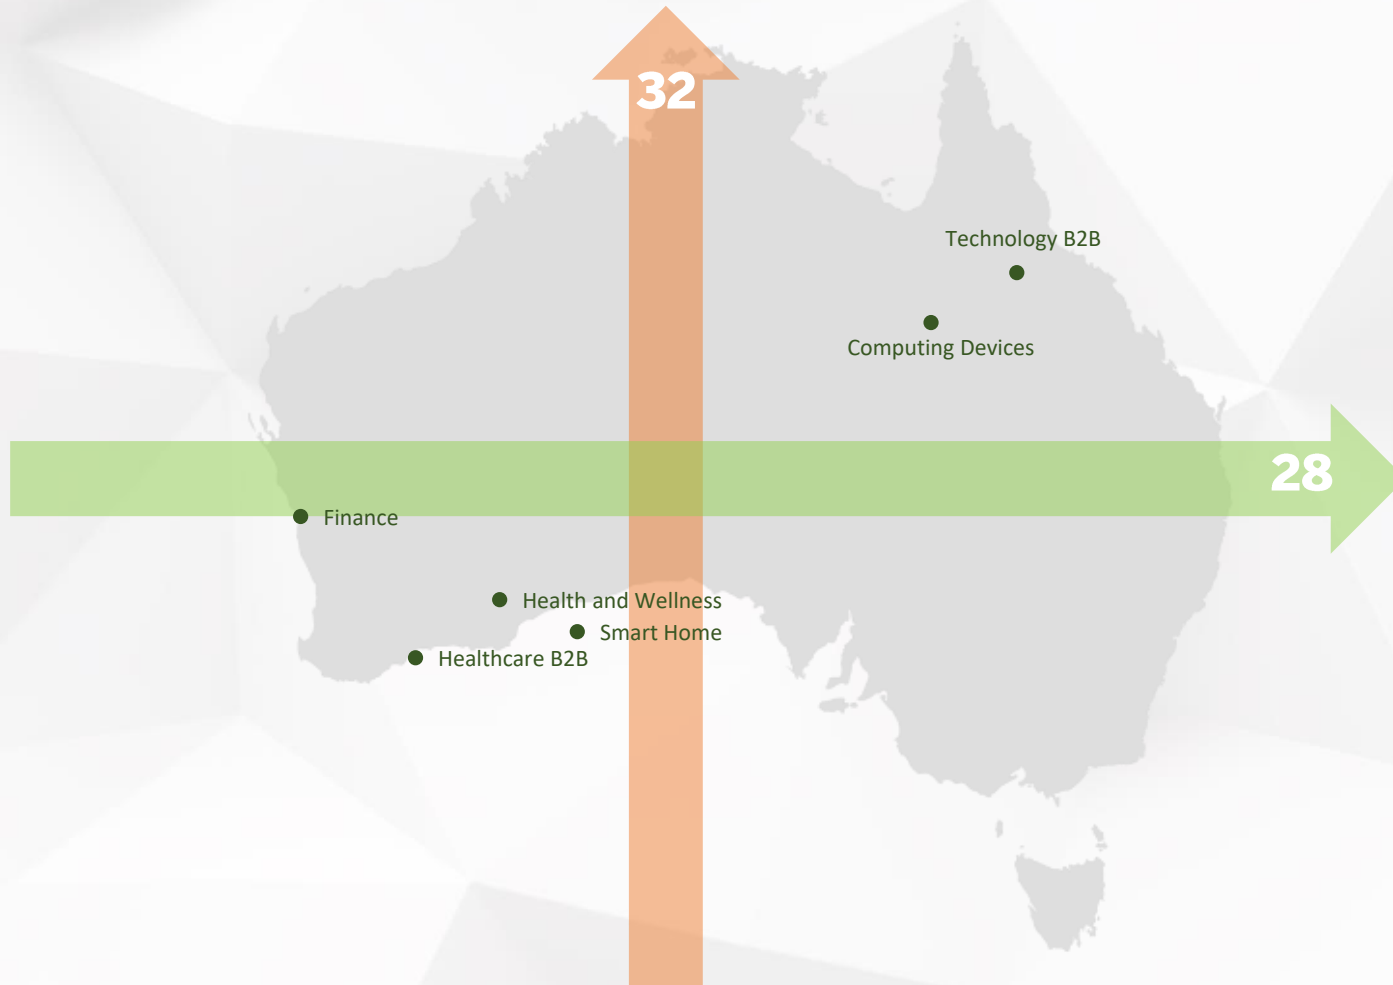 32
Technology B2B
Computing Devices
28
Finance
Health and Wellness
Smart Home
Healthcare B2B